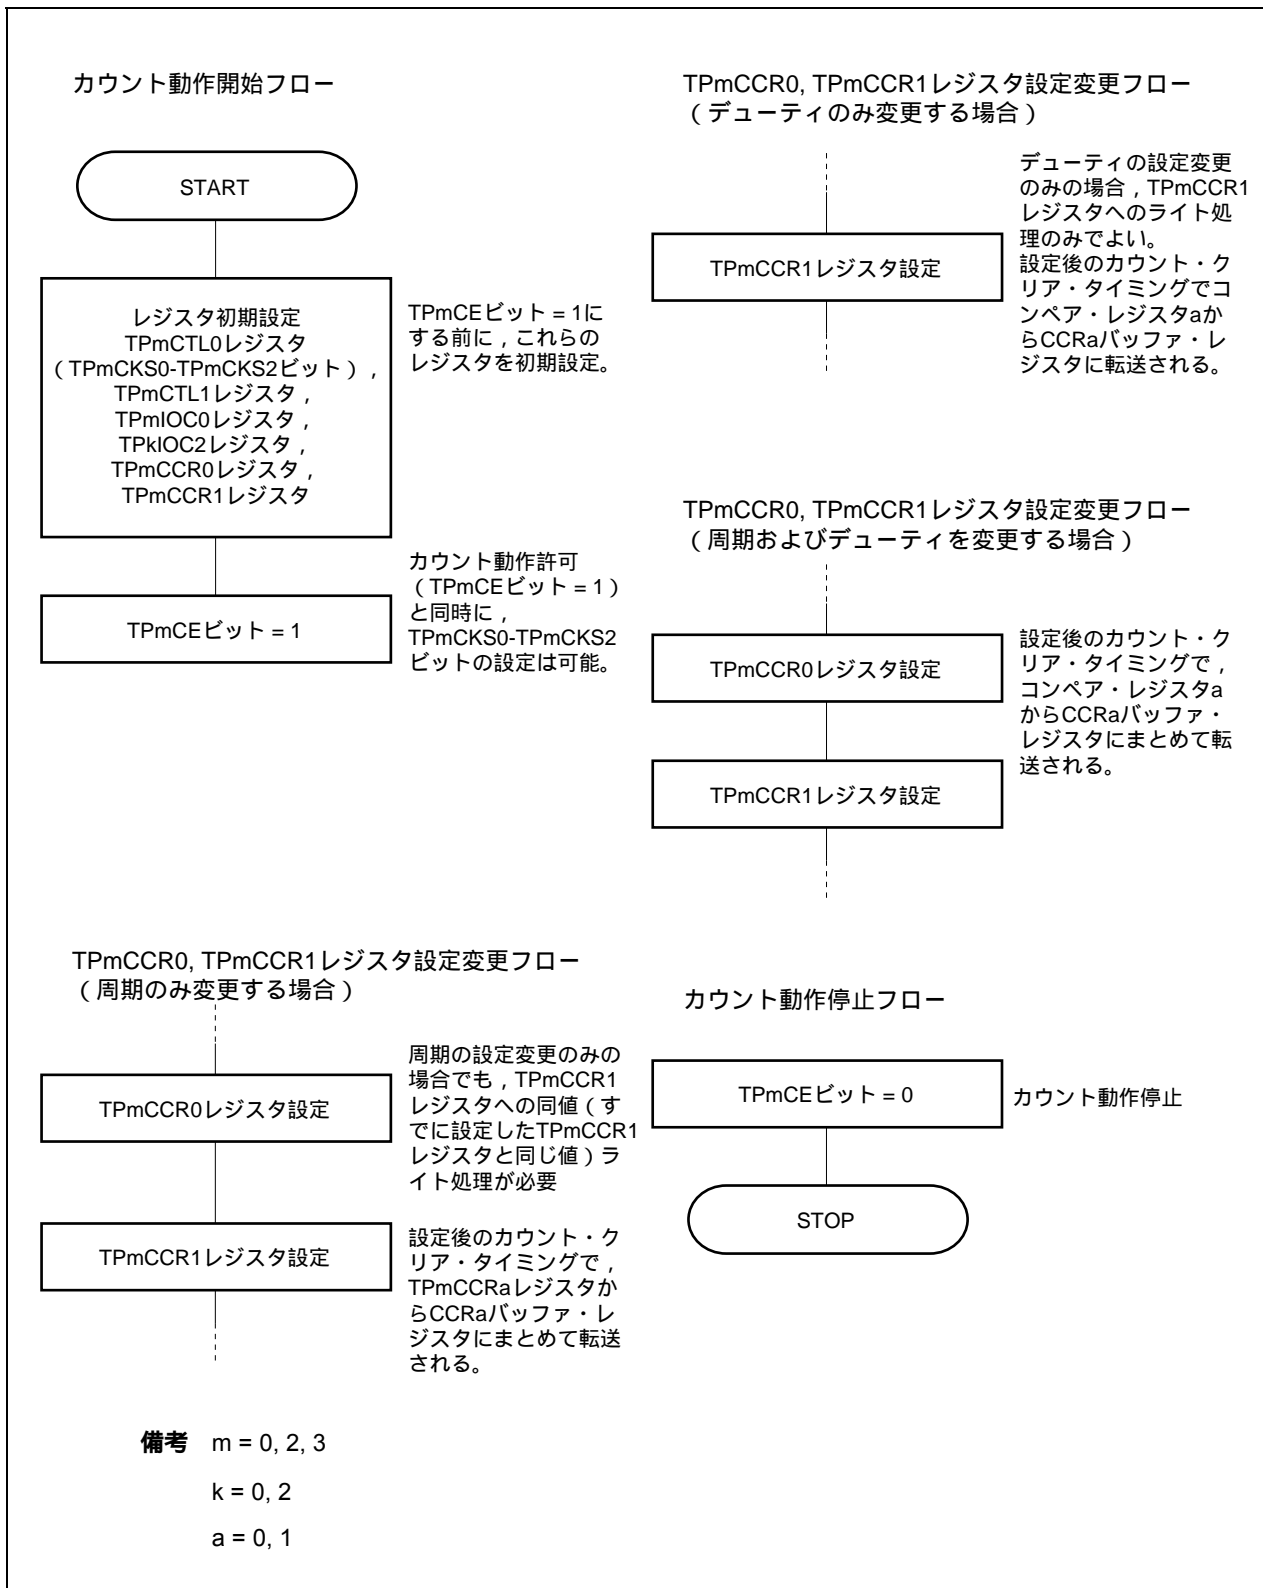 カウント動作開始フロー
START
レジスタ初期設定
TPmCTL0レジスタ
（TPmCKS0-TPmCKS2ビット），
TPmCTL1レジスタ，
TPmIOC0レジスタ，
TPkIOC2レジスタ，
TPmCCR0レジスタ，
TPmCCR1レジスタ
TPmCEビット = 1に
する前に，これらの
レジスタを初期設定。
TPmCEビット = 1
カウント動作許可
（TPmCEビット = 1）
と同時に，
TPmCKS0-TPmCKS2
ビットの設定は可能。
TPmCCR0, TPmCCR1レジスタ設定変更フロー
（周期のみ変更する場合）
TPmCCR0レジスタ設定
周期の設定変更のみの
場合でも，TPmCCR1
レジスタへの同値（す
でに設定したTPmCCR1
レジスタと同じ値）ラ
イト処理が必要
TPmCCR1レジスタ設定
設定後のカウント・ク
リア・タイミングで，
TPmCCRaレジスタか
らCCRaバッファ・レ
ジスタにまとめて転送
される。
TPmCCR0, TPmCCR1レジスタ設定変更フロー
（デューティのみ変更する場合）
TPmCCR1レジスタ設定
デューティの設定変更
のみの場合，TPmCCR1
レジスタへのライト処
理のみでよい。
設定後のカウント・ク
リア・タイミングでコ
ンペア・レジスタaか
らCCRaバッファ・レ
ジスタに転送される。
TPmCCR0, TPmCCR1レジスタ設定変更フロー
（周期およびデューティを変更する場合）
TPmCCR0レジスタ設定
設定後のカウント・ク
リア・タイミングで，
コンペア・レジスタa
からCCRaバッファ・
レジスタにまとめて転
送される。
TPmCCR1レジスタ設定
カウント動作停止フロー
TPmCEビット = 0
カウント動作停止
STOP
備考 m = 0, 2, 3
k = 0, 2
a = 0, 1